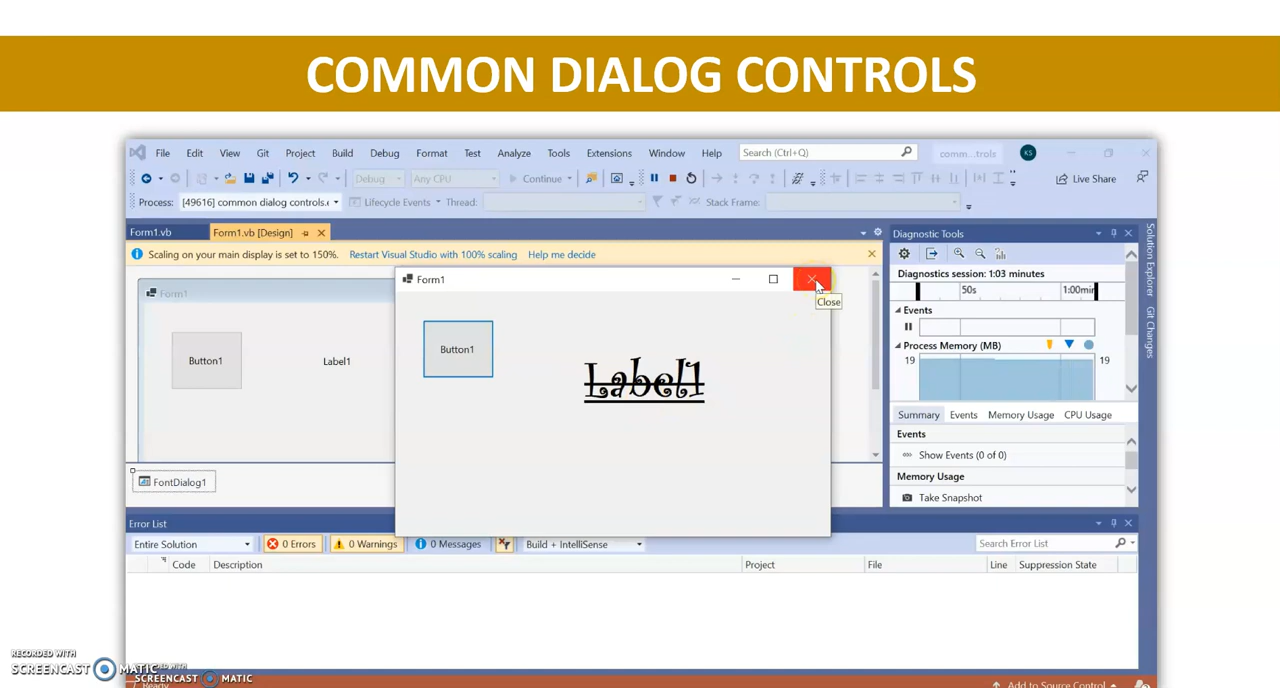 COMMON DIALOG CONTROLS
File Edit View Git Project Build Debug Format Test Analyze Tools Extensions Window Help Search (Ctrl+Q) comm...trols KS
Debug Any CPU Continue Live Share
Process: [49616] common dialog controls.e Lifecycle Events Thread: Stack Frame:
Form1.vb Form1.vb [Design] Diagnostic Tools
Scaling on your main display is set to 150%. Restart Visual Studio with 100% scaling Help me decide
Solution Explorer
Git Changes
Diagnostics session: 1:03 minutes
50s 1:00min
Form1
Form1
Close
Events
Button1 Label1
Button1
Label1
Process Memory (MB)
19 19
Summary Events Memory Usage CPU Usage
Events
Show Events (0 of 0)
Memory Usage
Take Snapshot
FontDialog1
Error List
Entire Solution 0 Errors 0 Warnings 0 Messages Build + IntelliSense Search Error List
Code Description Project File Line Suppression State
RECORDED WITH
SCREENCAST MATIC
SCREENCAST MATIC
Ready Add to Source Control